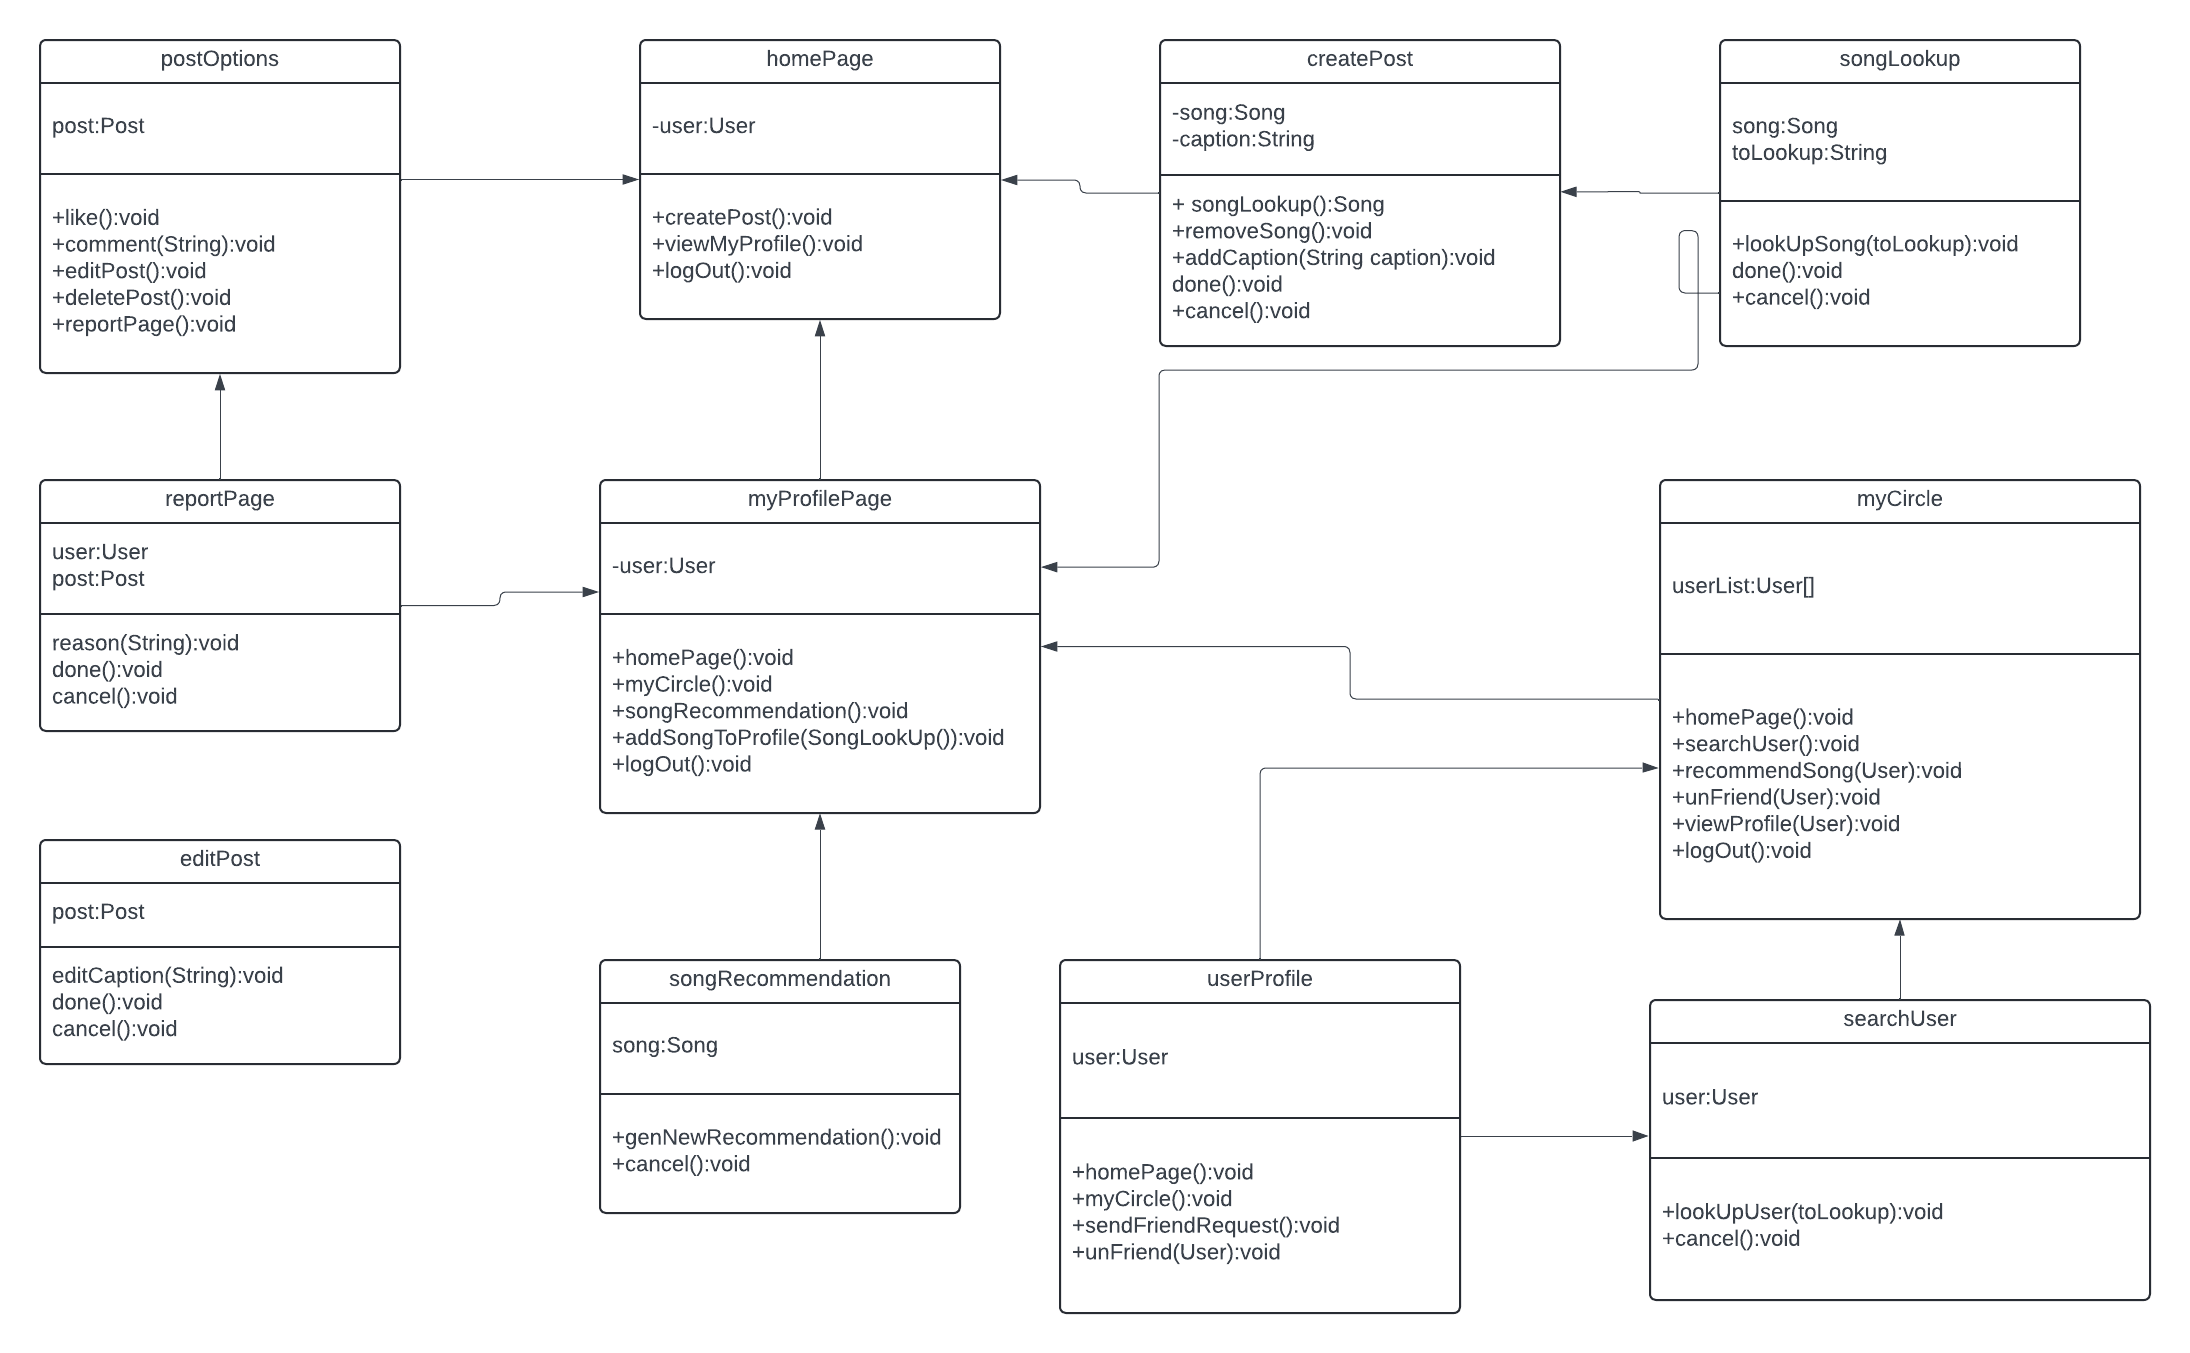 postOptions
post:Post
+like():void
+comment(String):void
+editPost():void
+deletePost():void
+reportPage():void
homePage
-user:User
+createPost():void
+viewMyProfile():void
+logOut():void
createPost
-song:Song
-caption:String
+ songLookup():Song
+removeSong():void
+addCaption(String caption):void
done():void
+cancel():void
songLookup
song:Song
toLookup:String
+lookUpSong(toLookup):void
done():void
+cancel():void
reportPage
user:User
post:Post
reason(String):void
done():void
cancel():void
myProfilePage
-user:User
+homePage():void
+myCircle():void
+songRecommendation():void
+addSongToProfile(SongLookUp()):void
+logOut():void
myCircle
userList:User[]
+homePage():void
+searchUser():void
+recommendSong(User):void
+unFriend(User):void
+viewProfile(User):void
+logOut():void
editPost
post:Post
editCaption(String):void
done():void
cancel():void
songRecommendation
song:Song
+genNewRecommendation():void
+cancel():void
userProfile
user:User
+homePage():void
+myCircle():void
+sendFriendRequest():void
+unFriend(User):void
searchUser
user:User
+lookUpUser(toLookup):void
+cancel():void